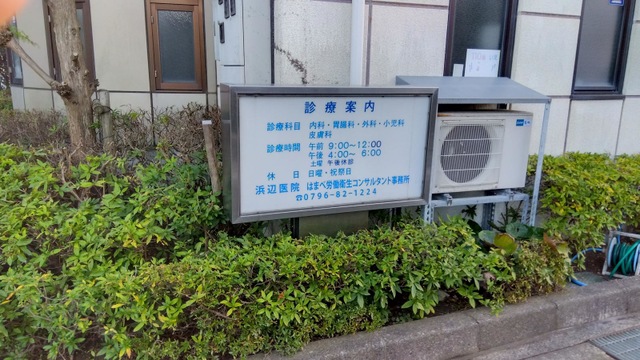 診療案内
診療科目 内科・胃腸科・外科・小児科
皮膚科
診療時間 午前 9:00~12:00
午後 4:00~ 6:00
土曜 午後休診
休 日 日曜・祝祭日
浜辺医院 はまべ労働衛生コンサルタント事務所
☎0796-82-1224